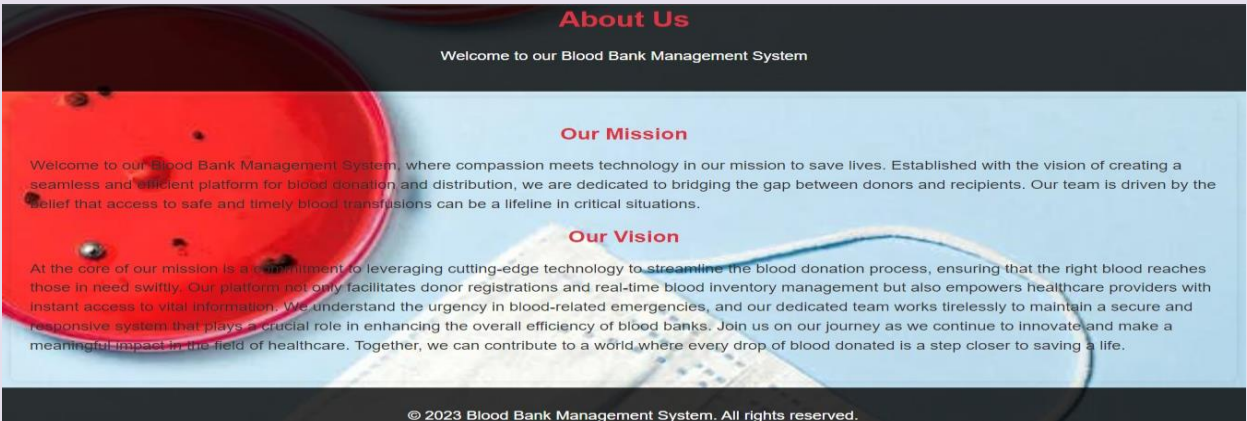 About Us
Welcome to our Blood Bank Management System
Our Mission
Welcome to our Blood Bank Management System, where compassion meets technology in our mission to save lives. Established with the vision of creating a
seamless and efficient platform for blood donation and distribution, we are dedicated to bridging the gap between donors and recipients. Our team is driven by the
belief that access to safe and timely blood transfusions can be a lifeline in critical situations.
Our Vision
At the core of our mission is a commitment to leveraging cutting-edge technology to streamline the blood donation process, ensuring that the right blood reaches
those in need swiftly. Our platform not only facilitates donor registrations and real-time blood inventory management but also empowers healthcare providers with
instant access to vital information. We understand the urgency in blood-related emergencies, and our dedicated team works tirelessly to maintain a secure and
responsive system that plays a crucial role in enhancing the overall efficiency of blood banks. Join us on our journey as we continue to innovate and make a
meaningful impact in the field of healthcare. Together, we can contribute to a world where every drop of blood donated is a step closer to saving a life.
© 2023 Blood Bank Management System. All rights reserved.